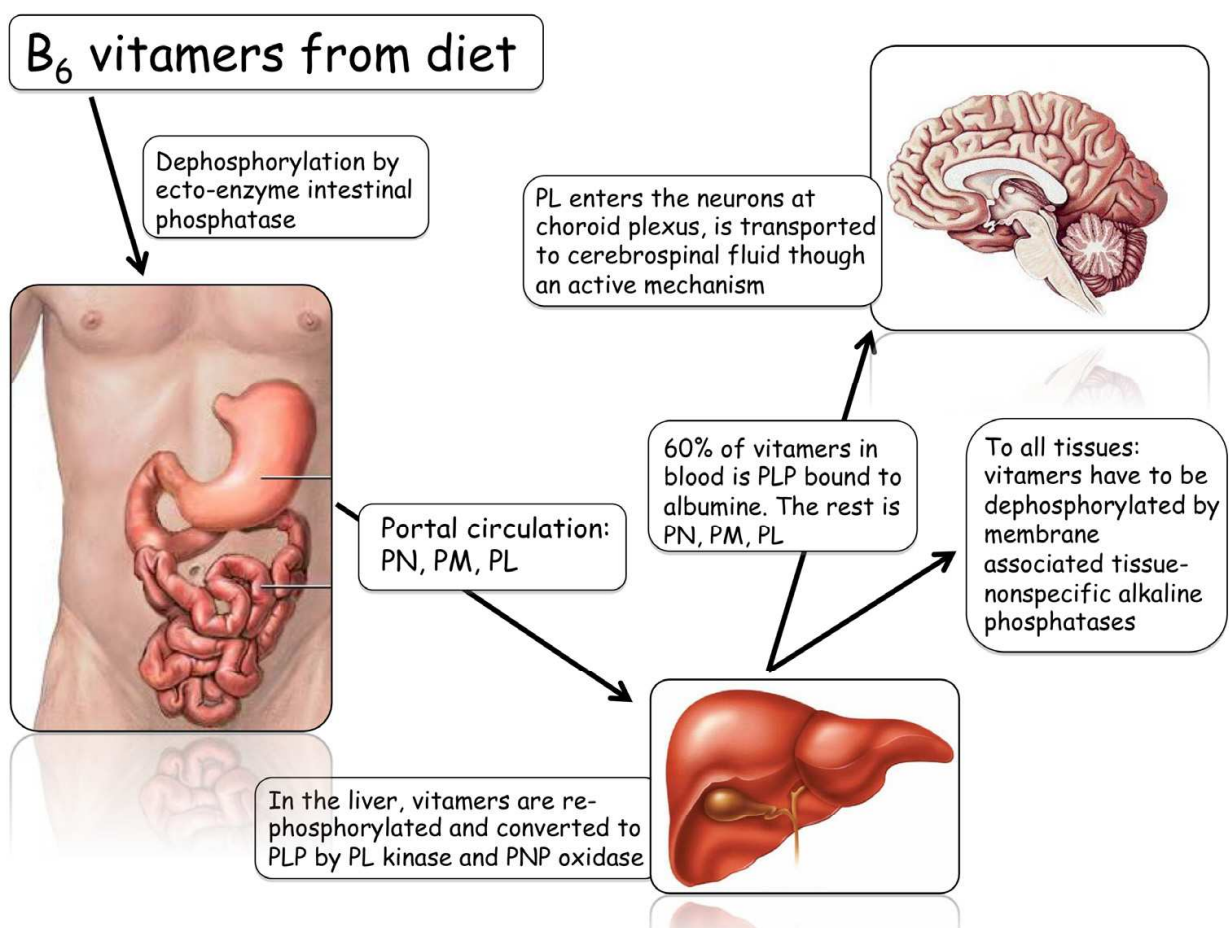 B₆ vitamers from diet
Dephosphorylation by
ecto-enzyme intestinal
phosphatase
Portal circulation:
PN, PM, PL
In the liver, vitamers are re-
phosphorylated and converted to
PLP by PL kinase and PNP oxidase
60% of vitamers in
blood is PLP bound to
albumine. The rest is
PN, PM, PL
PL enters the neurons at
choroid plexus, is transported
to cerebrospinal fluid though
an active mechanism
To all tissues:
vitamers have to be
dephosphorylated by
membrane
associated tissue-
nonspecific alkaline
phosphatases